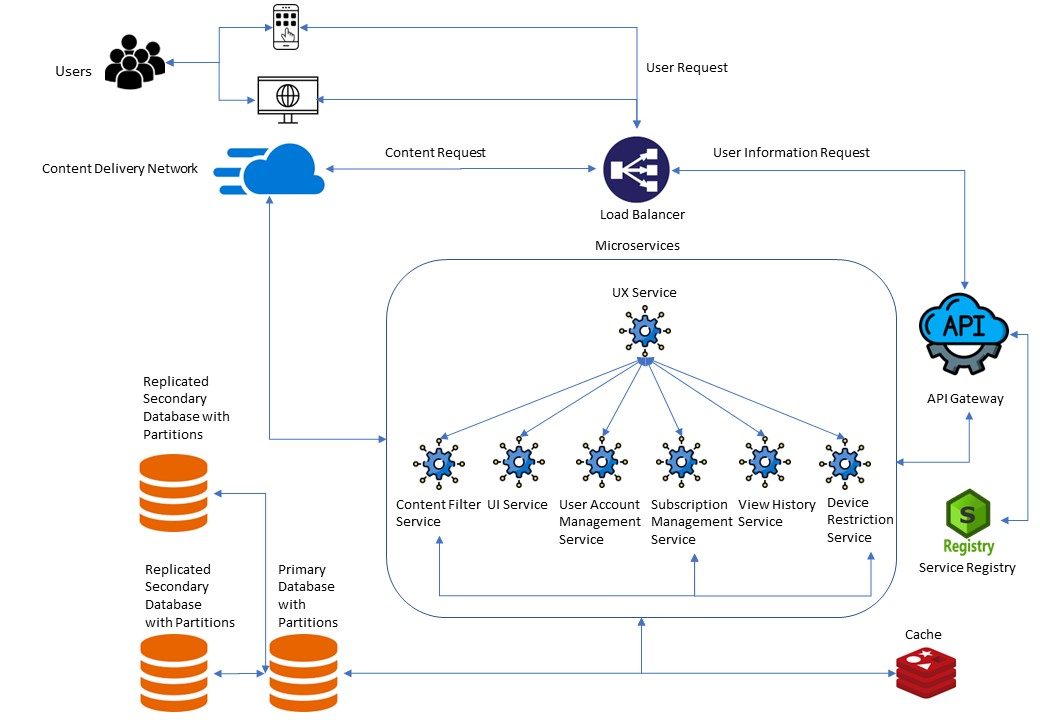 Users
User Request
Content Delivery Network
Content Request
User Information Request
Load Balancer
Microservices
UX Service
API
API Gateway
Replicated
Secondary
Database with
Partitions
Content Filter
Service
UI Service
User Account
Management
Service
Subscription
Management
Service
View History
Service
Device
Restriction
Service
S
Registry
Service Registry
Replicated
Secondary
Database
with Partitions
Primary
Database
with
Partitions
Cache